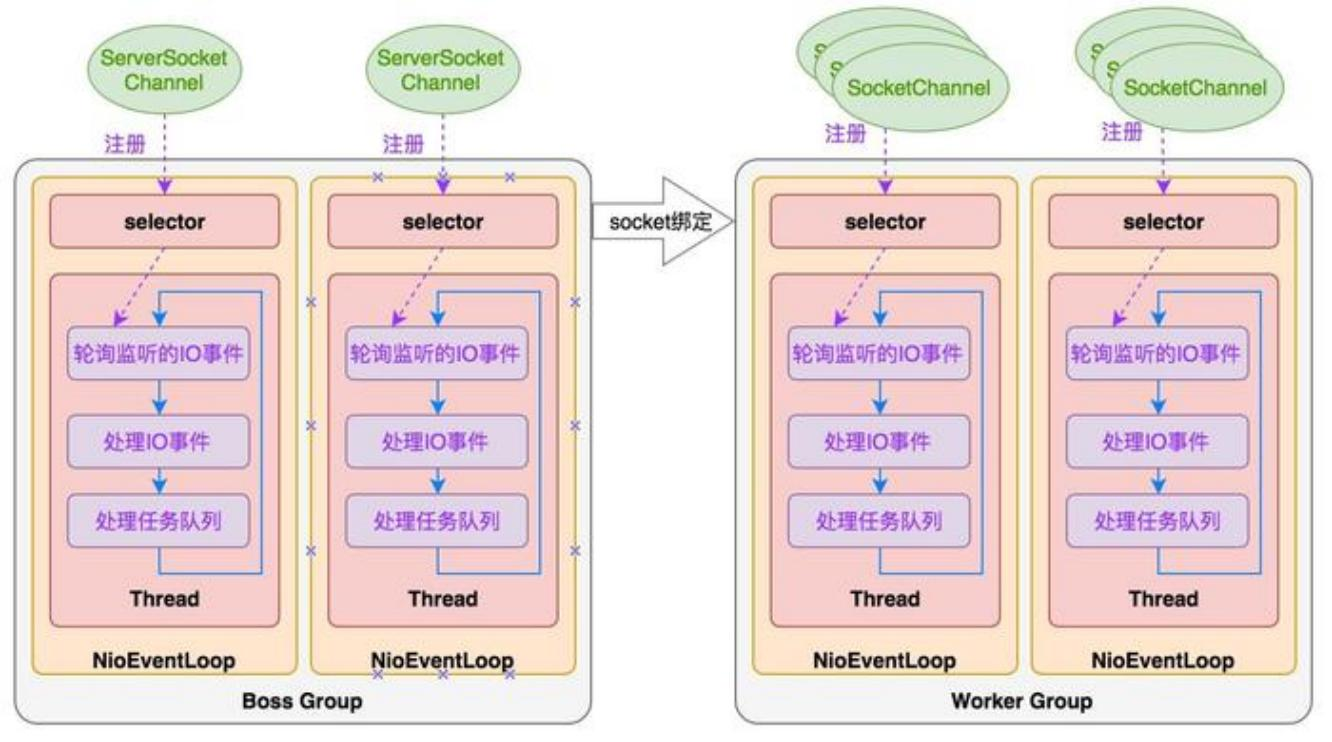 ServerSocket
Channel
注册
selector
轮询监听的IO事件
处理IO事件
处理任务队列
Thread
NioEventLoop
ServerSocket
Channel
注册
selector
轮询监听的IO事件
处理IO事件
处理任务队列
Thread
NioEventLoop
Boss Group
socket绑定
S
S
SocketChannel
注册
selector
轮询监听的IO事件
处理IO事件
处理任务队列
Thread
NioEventLoop
S
S
SocketChannel
注册
selector
轮询监听的IO事件
处理IO事件
处理任务队列
Thread
NioEventLoop
Worker Group